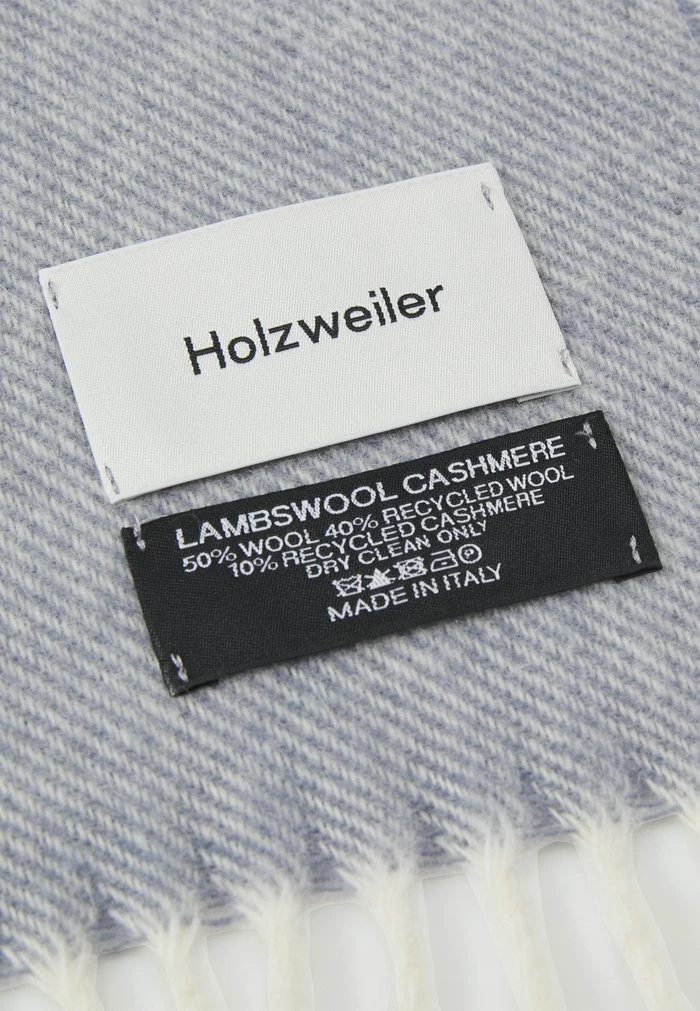 Holzweiler
LAMBSWOOL CASHMERE
50% WOOL 40% RECYCLED WOOL
10% RECYCLED CASHMERE
DRY CLEAN ONLY
MADE IN ITALY